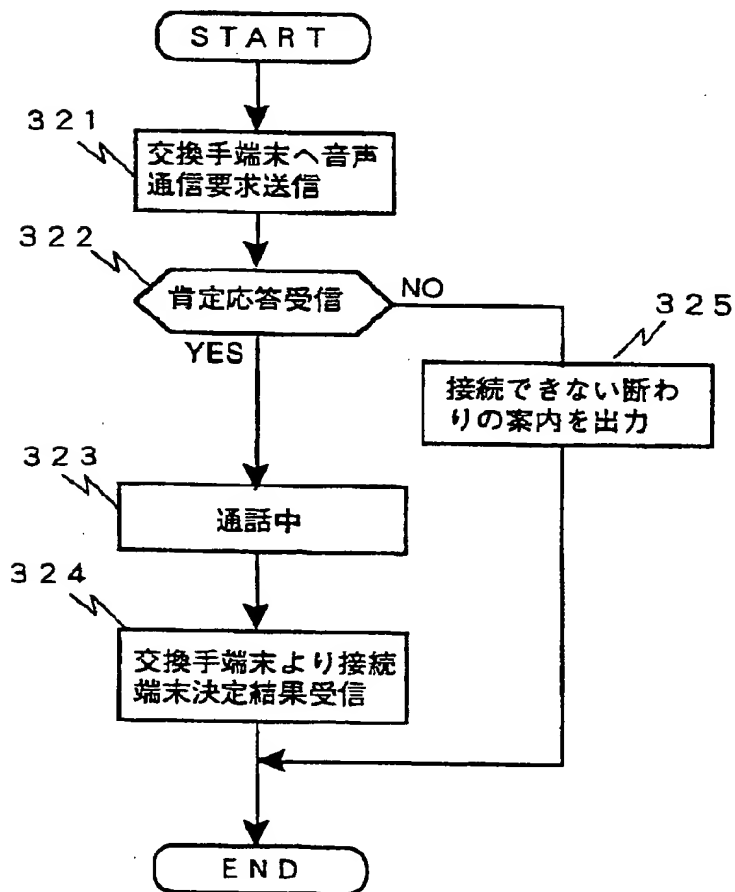 START
321
交換手端末へ音声
通信要求送信
322
肯定応答受信
NO
YES
325
接続できない断わ
りの案内を出力
323
通話中
324
交換手端末より接続
端末決定結果受信
END